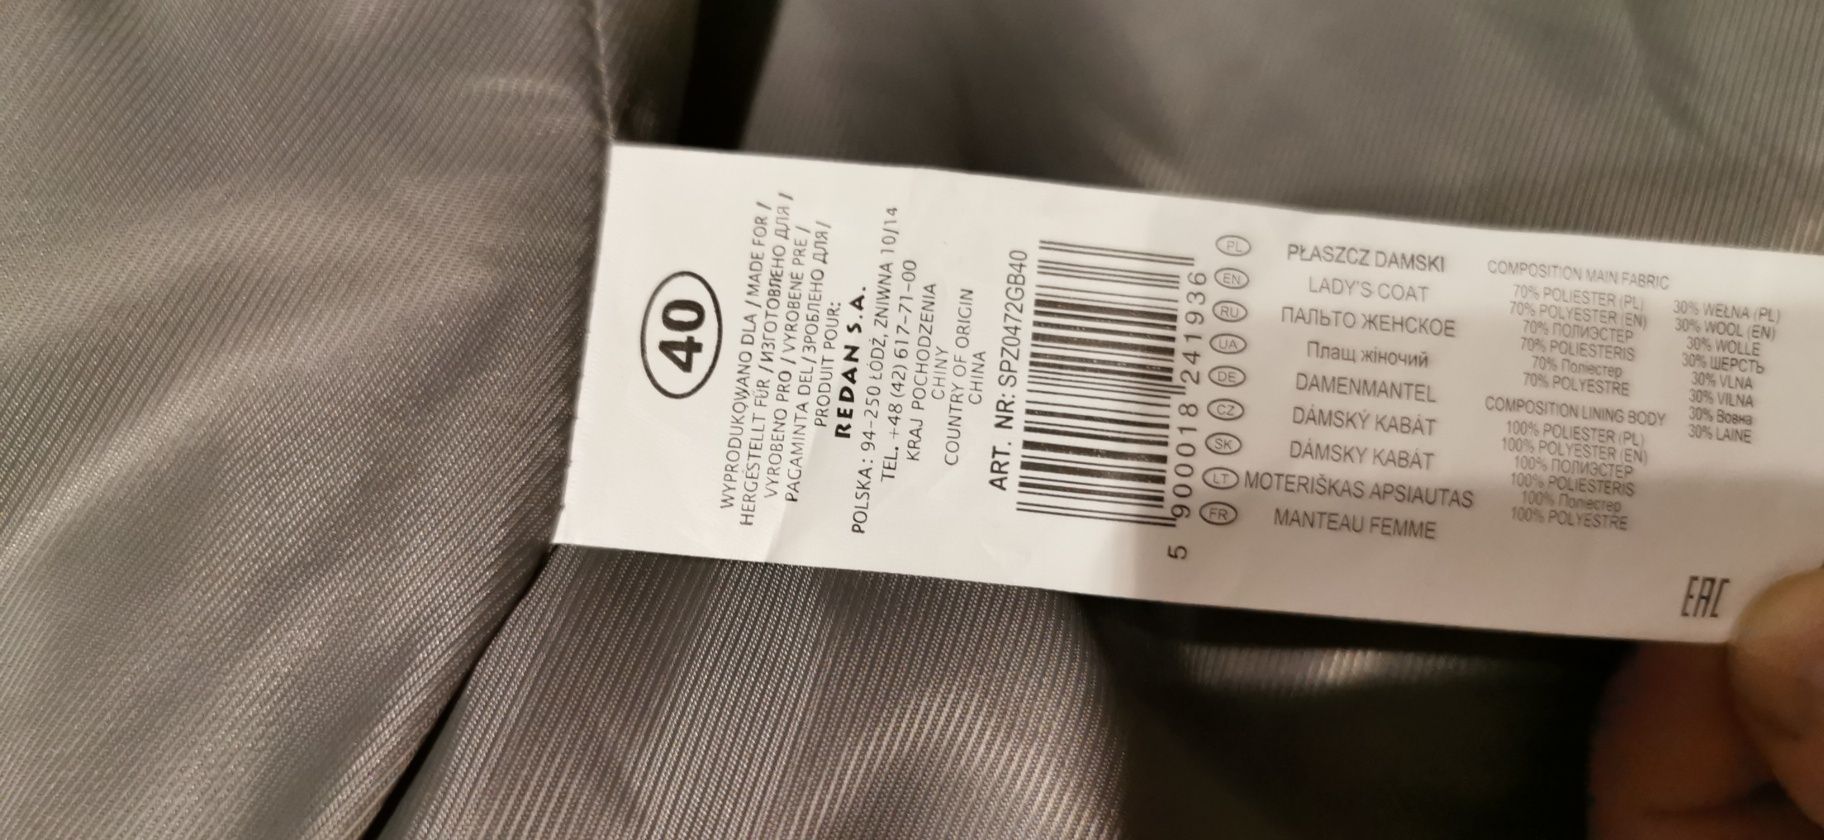 40
WYPRODUKOWANO DLA / MADE FOR /
HERGESTELLT FÜR / ИЗГОТОВЛЕНО ДЛЯ /
VYROBENO PRO / VYROBENE PRE /
PAGAMINTA DEL / ЗРОБЛЕНО ДЛЯ/
PRODUIT POUR:
REDAN S.A.
POLSKA: 94-250 ŁÓDŹ, ŻNIWNA 10/14
TEL. +48 (42) 617-71-00
KRAJ POCHODZENIA
CHINY
COUNTRY OF ORIGIN
CHINA
ART. NR: SPZ0472GB40
5 900018 241936
PL PŁASZCZ DAMSKI
EN LADY'S COAT
RU ПАЛЬТО ЖЕНСКОЕ
UA Плащ жіночий
DE DAMENMANTEL
CZ DÁMSKÝ KABÁT
SK DÁMSKY KABÁT
LT MOTERIŠKAS APSIAUTAS
FR MANTEAU FEMME
COMPOSITION MAIN FABRIC
70% POLIESTER (PL)
70% POLYESTER (EN)
70% ПОЛИЭСТЕР
70% POLIESTERIS
70% Поліестер
70% POLYESTRE
30% WEŁNA (PL)
30% WOOL (EN)
30% WOLLE
30% ШЕРСТЬ
30% VLNA
30% VILNA
30% Вовна
30% LAINE
COMPOSITION LINING BODY
100% POLIESTER (PL)
100% POLYESTER (EN)
100% ПОЛИЭСТЕР
100% POLIESTERIS
100% Поліестер
100% POLYESTRE
EAC